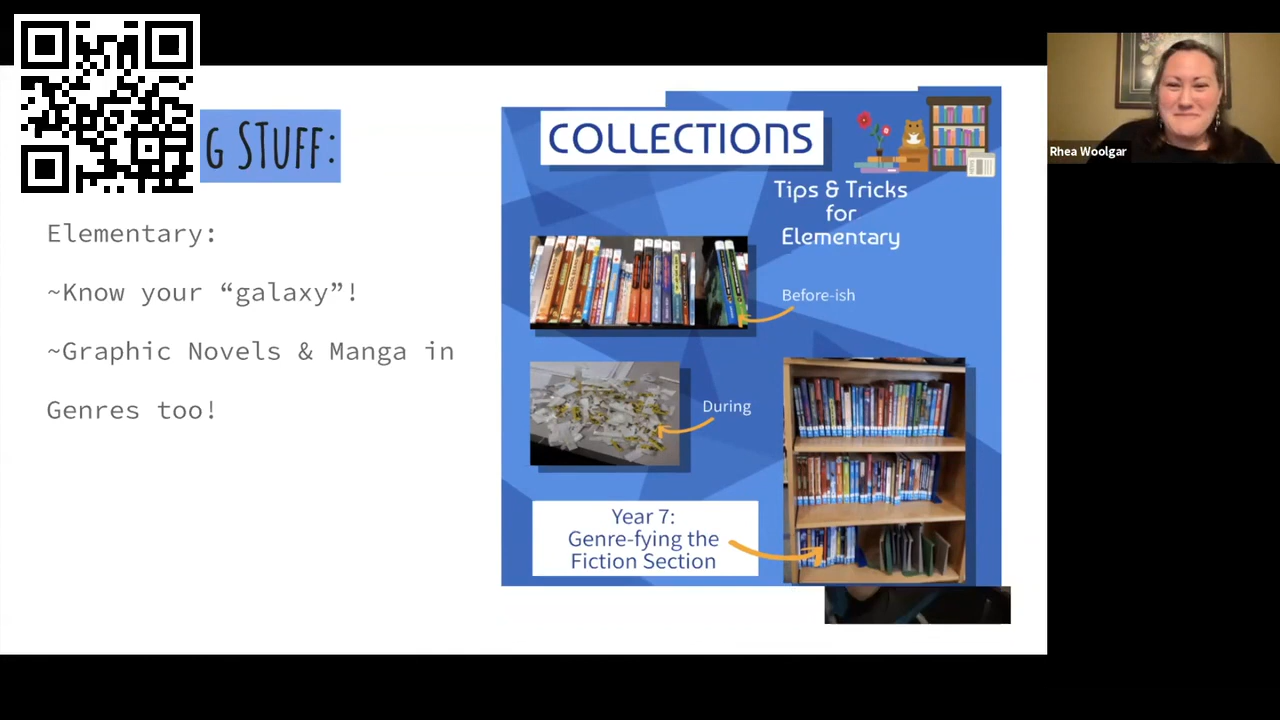 G STUFF:
Elementary:
~Know your “galaxy”!
~Graphic Novels & Manga in
Genres too!
COLLECTIONS
Tips & Tricks
for
Elementary
Before-ish
During
Year 7:
Genre-fying the
Fiction Section
Rhea Woolgar